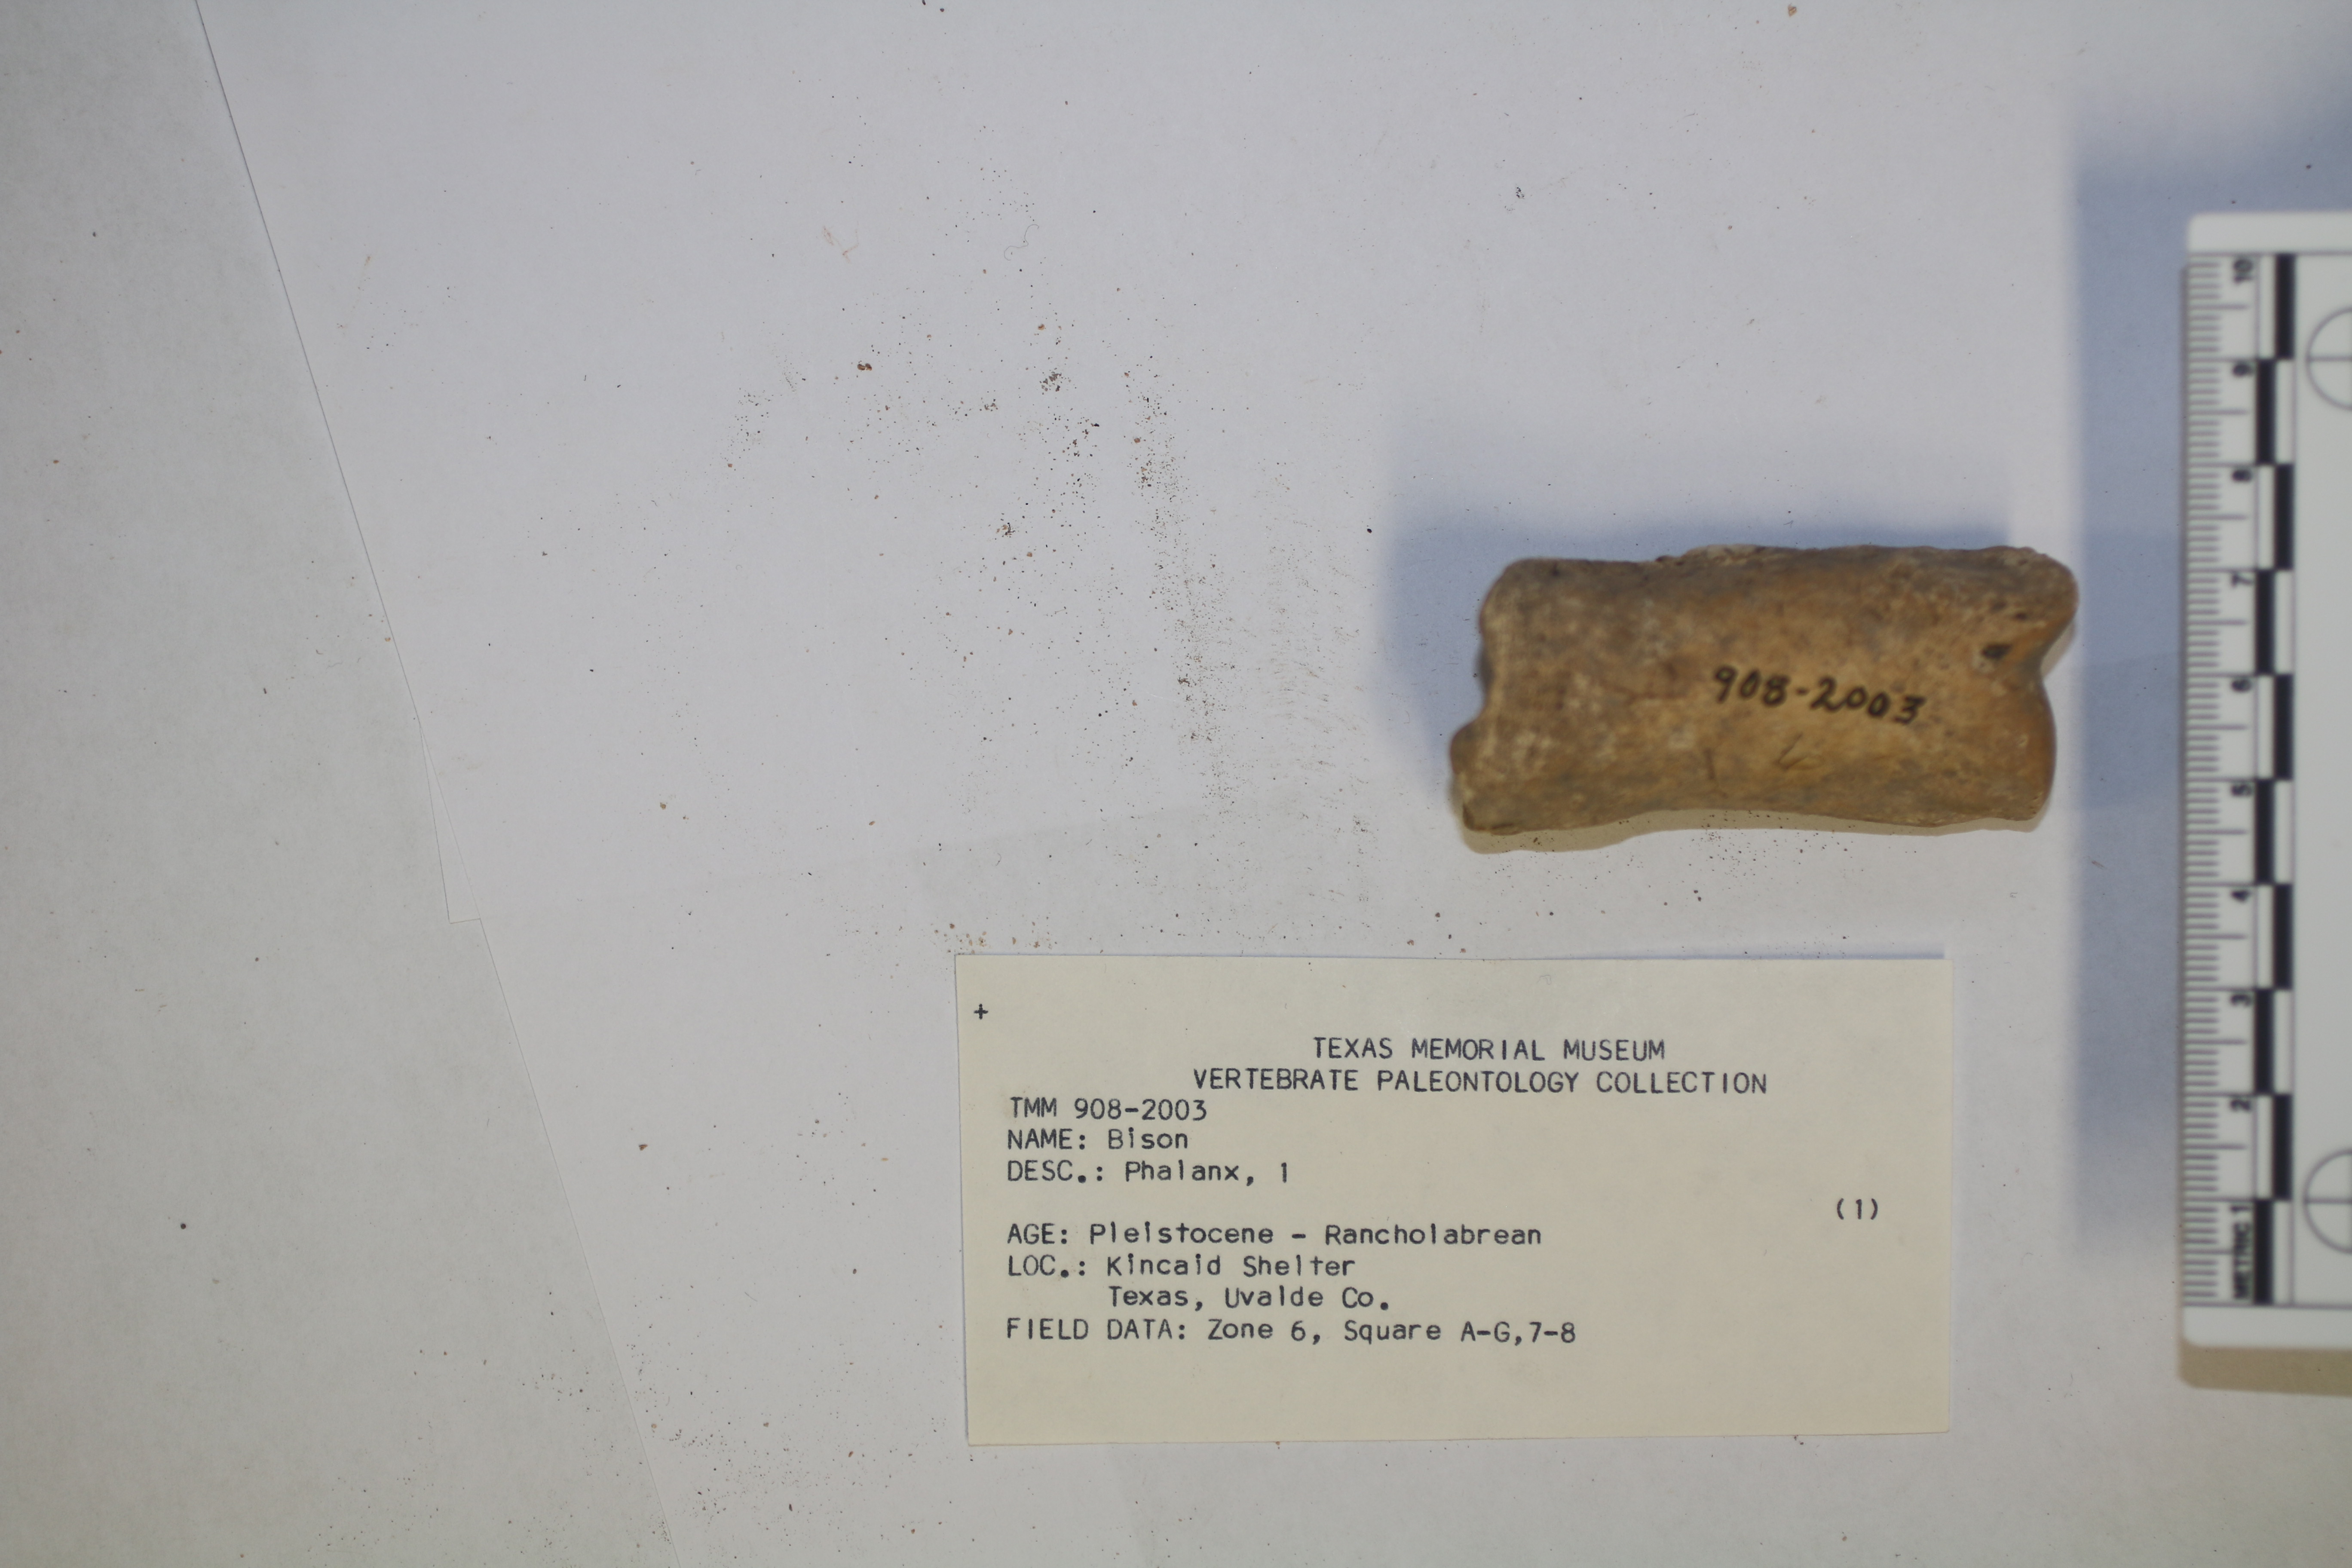 +
TEXAS MEMORIAL MUSEUM
VERTEBRATE PALEONTOLOGY COLLECTION
TMM 908-2003
NAME: Bison
DESC.: Phalanx, 1
(1)
AGE: Pleistocene - Rancholabrean
LOC.: Kincaid Shelter
Texas, Uvalde Co.
FIELD DATA: Zone 6, Square A-G,7-8
908-2003
METRIC 1 2 3 4 5 6 7 8 9 10